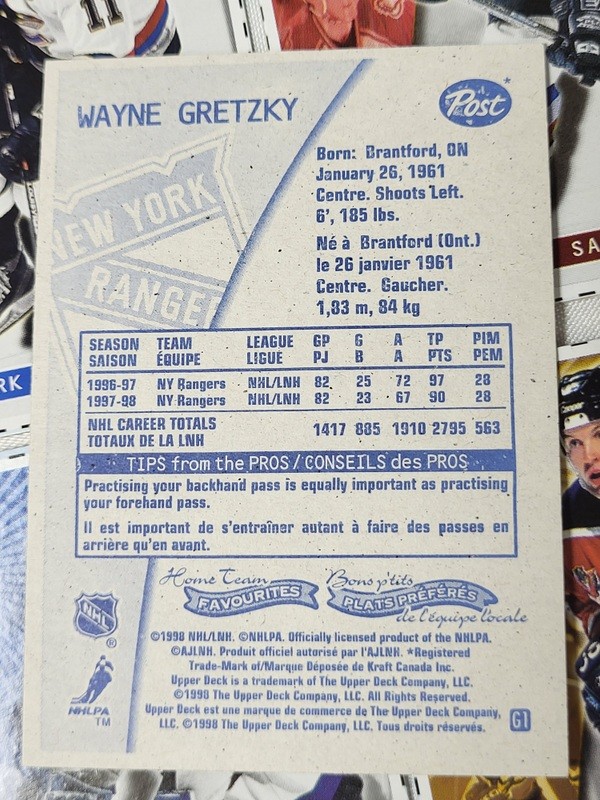 11
WAYNE GRETZKY
Post
NEW YORK
RANGE
Born: Brantford, ON
January 26, 1961
Centre. Shoots Left.
6', 185 lbs.
Né à Brantford (Ont.)
le 26 janvier 1961
Centre. Gaucher.
1,83 m, 84 kg
SA
RK
SEASON TEAM LEAGUE GP G A TP PIM
SAISON ÉQUIPE LIGUE PJ B A PTS PEM
1996-97 NY Rangers NHL/LNH 82 25 72 97 28
1997-98 NY Rangers NHL/LNH 82 23 67 90 28
NHL CAREER TOTALS
TOTAUX DE LA LNH 1417 885 1910 2795 563
TIPS from the PROS / CONSEILS des PROS
Practising your backhand pass is equally important as practising
your forehand pass.
Il est important de s'entraîner autant à faire des passes en
arrière qu'en avant.
Home Team
FAVOURITES
Bons p'tits
PLATS PRÉFÉRÉS
de l'équipe locale
NHL
®
NHLPA
TM
©1998 NHL/LNH. ©NHLPA. Officially licensed product of the NHLPA.
©AJLNH. Produit officiel autorisé par l'AJLNH. *Registered
Trade-Mark of/Marque Déposée de Kraft Canada Inc.
Upper Deck is a trademark of The Upper Deck Company, LLC.
©1998 The Upper Deck Company, LLC. All Rights Reserved.
Upper Deck est une marque de commerce de The Upper Deck Company,
LLC. ©1998 The Upper Deck Company, LLC. Tous droits réservés.
G1